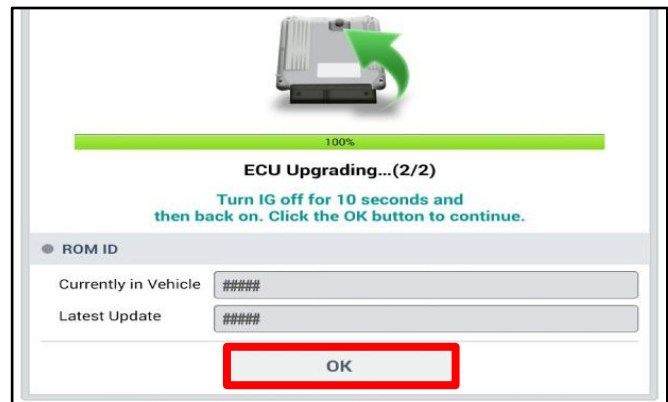 100%
ECU Upgrading...(2/2)
Turn IG off for 10 seconds and
then back on. Click the OK button to continue.
ROM ID
Currently in Vehicle #####
Latest Update #####
OK